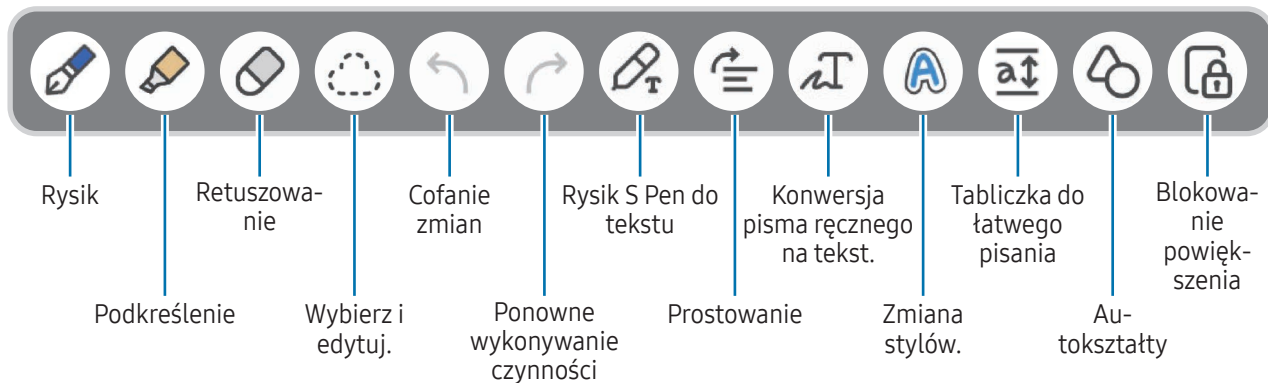 Rysik
Retuszowa-
nie
Cofanie
zmian
Rysik S Pen do
tekstu
Konwersja
pisma ręcznego
na tekst.
Tabliczka do
łatwego
pisania
Blokowa-
nie
powięk-
szenia
Podkreślenie
Wybierz i
edytuj.
Ponowne
wykonywanie
czynności
Prostowanie
Zmiana
stylów.
Au-
tokształty